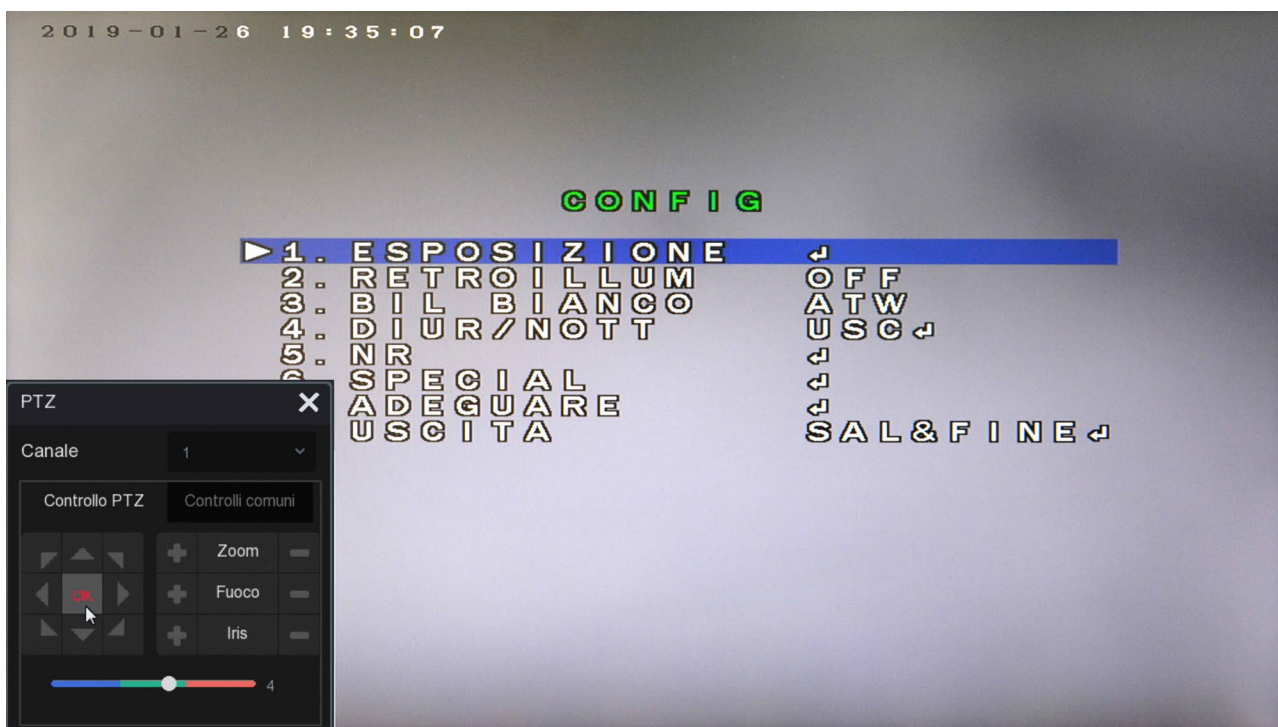 2019-01-26 19:35:07
CONFIG
1. ESPOSIZIONE ↲
2. RETROILLUM OFF
3. BIL BIANCO ATW
4. DIUR/NOTT USC↲
5. NR ↲
SPECIAL ↲
ADEGUARE ↲
USCITA SAL&FINE↲
PTZ
Canale 1
Controllo PTZ Controlli comuni
Zoom
OK Fuoco
Iris
4